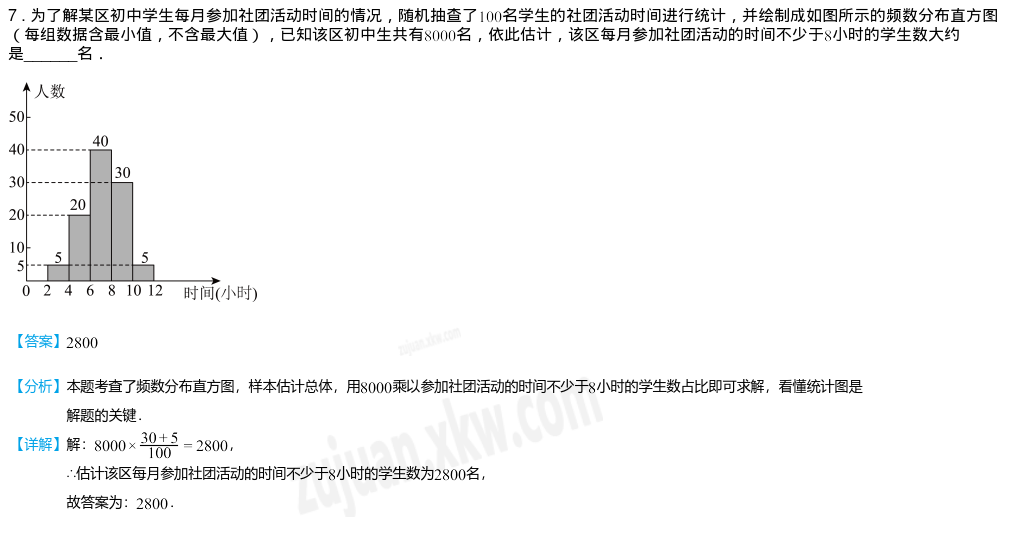 7．为了解某区初中学生每月参加社团活动时间的情况，随机抽查了100名学生的社团活动时间进行统计，并绘制成如图所示的频数分布直方图
（每组数据含最小值，不含最大值），已知该区初中生共有8000名，依此估计，该区每月参加社团活动的时间不少于8小时的学生数大约
是______名．
人数
50
40
30
20
10
5
5
20
40
30
5
0 2 4 6 8 10 12 时间(小时)
【答案】2800
【分析】本题考查了频数分布直方图，样本估计总体，用8000乘以参加社团活动的时间不少于8小时的学生数占比即可求解，看懂统计图是
解题的关键．
【详解】解：8000×(30+5)/100=2800，
∴估计该区每月参加社团活动的时间不少于8小时的学生数为2800名，
故答案为：2800．
zujuan.xkw.com
zujuan.xkw.com